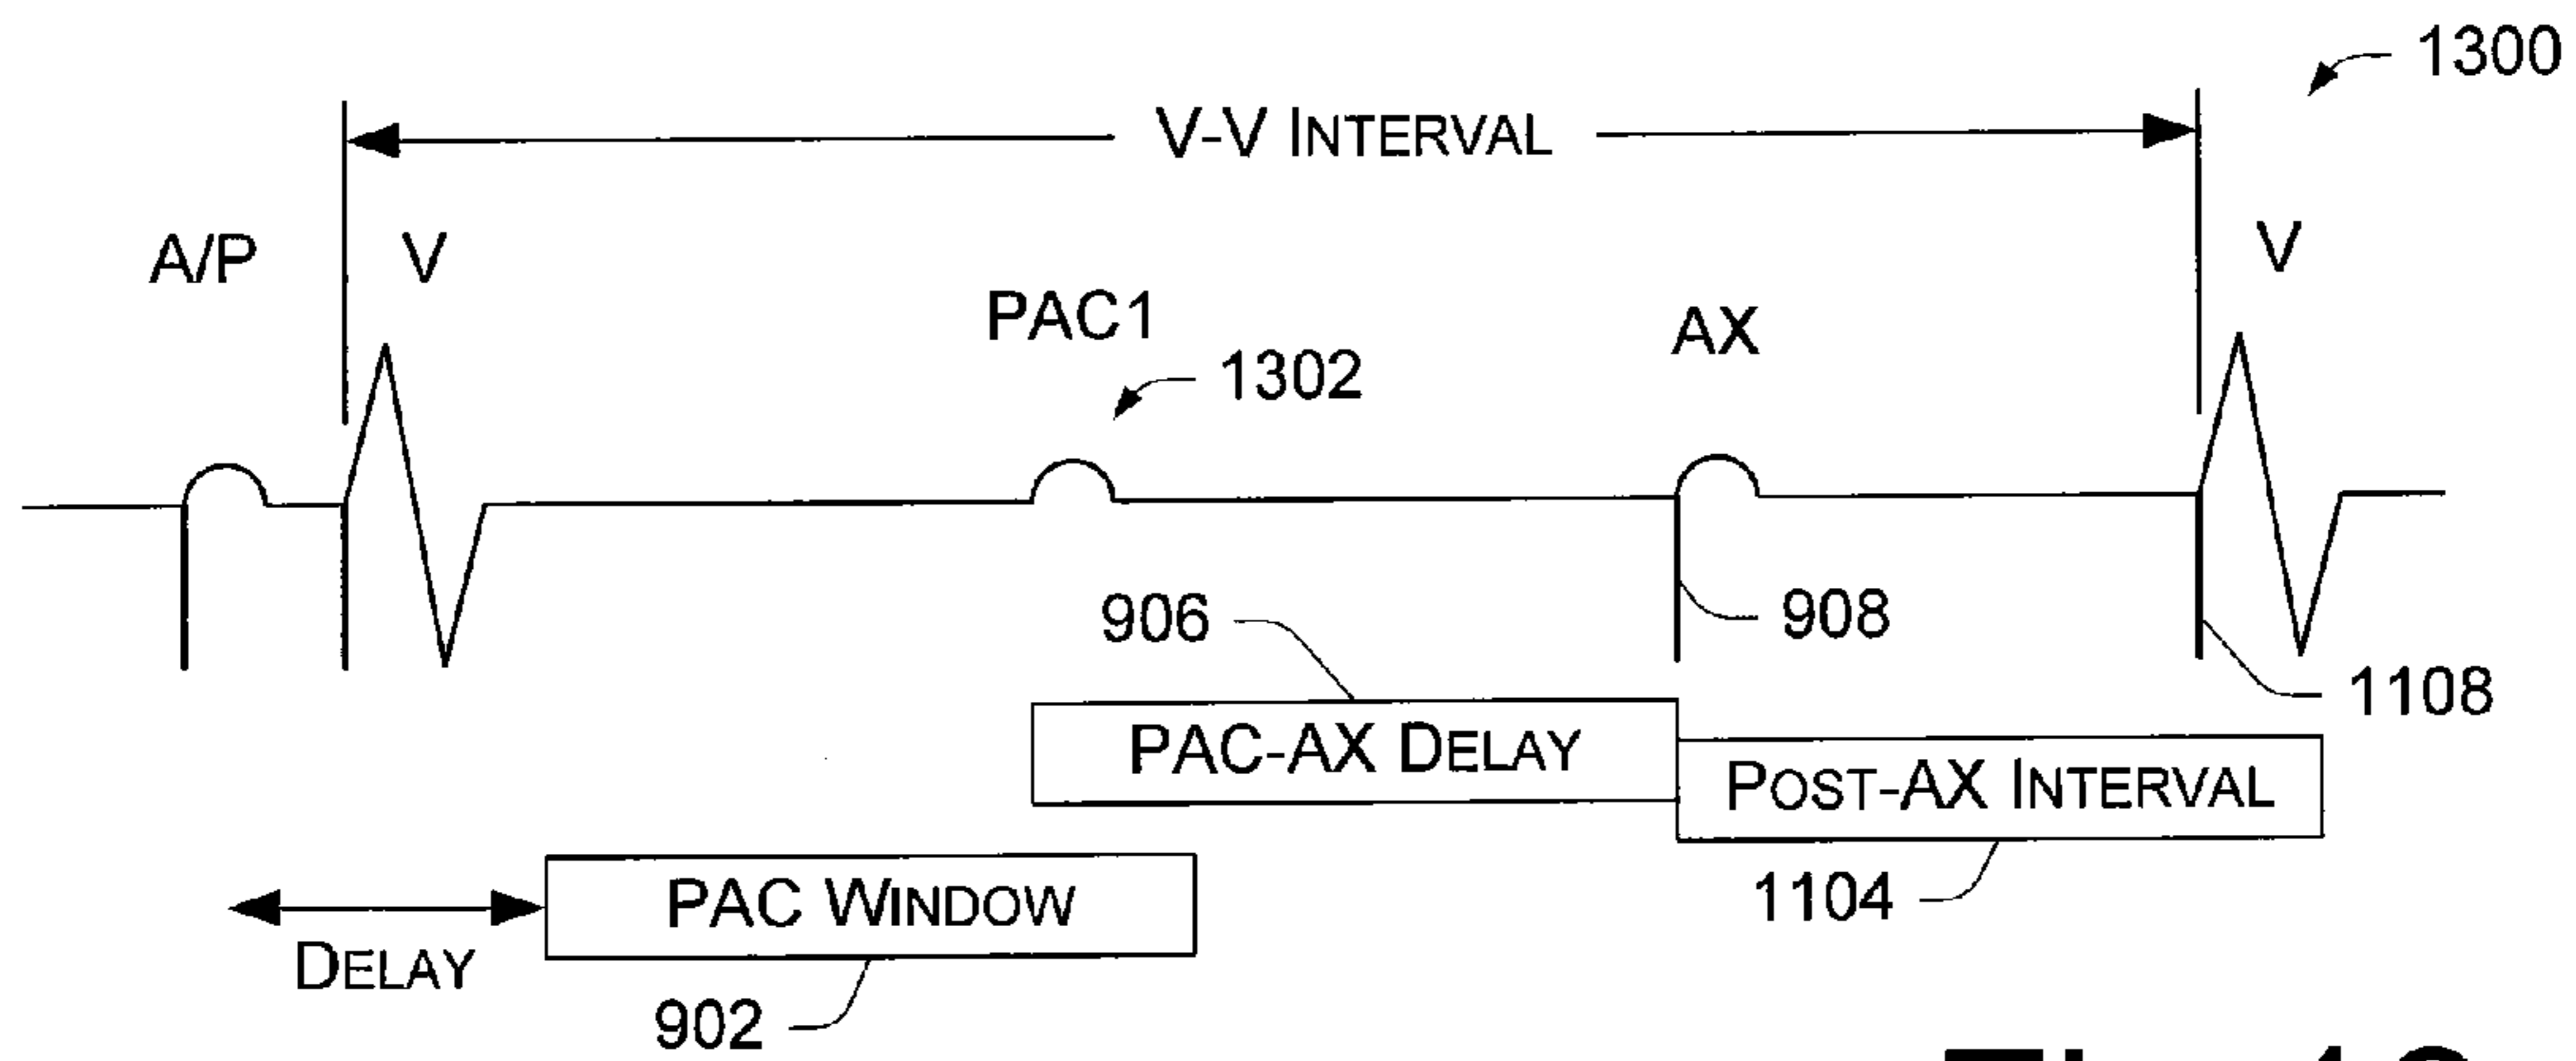 1300
V-V INTERVAL
A/P
V
V
PAC1
AX
1302
906
908
1108
PAC-AX DELAY
POST-AX INTERVAL
1104
PAC WINDOW
DELAY
902